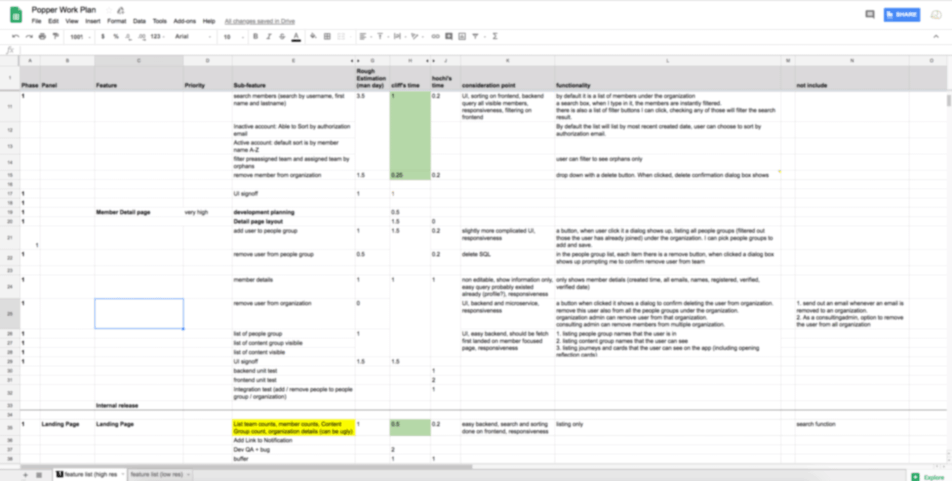 Popper Work Plan
File Edit View Insert Format Data Tools Add-ons Help All changes saved in Drive
SHARE
100% $ % .0 .00 123 Arial 10 B I S A
fx
A B C D E G H J K L M N O
1 Phase Panel Feature Priority Sub-feature Rough Estimation (man day) cliff's time hochi's time consideration point functionality not include
11 1 search members (search by username, first name and lastname) 3.5 1 0.2 UI, sorting on frontend, backend query all visible members, responsiveness, filtering on frontend by default it is a list of members under the organization
a search box, when I type in it, the members are instantly filtered.
there is also a list of filter buttons I can click, checking any of those will filter the search result.
12 Inactive account: Able to Sort by authorization email By default the list will list by most recent created date, user can choose to sort by authorization email.
13 Active account: default sort is by member name A-Z
14 filter preassigned team and assigned team by orphans user can filter to see orphans only
15 1 remove member from organization 1.5 0.25 0.2 drop down with a delete button. When clicked, delete confirmation dialog box shows
16
17 1 UI signoff 1 1
18 1
19 1 Member Detail page very high development planning 0.5
20 1 Detail page layout 1.5 0
21 1 add user to people group 1 1.5 0.2 slightly more complicated UI, responsiveness a button, when user click it a dialog shows up, listing all people groups (filtered out those the user has already joined) under the organization. I can pick people groups to add and save.
22 1 remove user from people group 0.5 0.2 delete SQL in the people group list, each item there is a remove button, when clicked a dialog shows up prompting me to confirm remove user from team
23
24 1 member details 1 1 1 non editable, show information only, easy query probably existed already (profile?), responsiveness only shows member details (created time, all emails, names, registered, verified, verified date)
25 1 remove user from organization 0 UI, backend and microservice, responsiveness a button when clicked it shows a dialog to confirm deleting the user from organization.
remove this user also from all the people groups under the organization.
organization admin can remove user from that organization.
consulting admin can remove members from multiple organization. 1. send out an email whenever an email is removed to an organization.
2. As a consultingadmin, option to remove the user from all organization
26 1 list of people group 1 UI, easy backend, should be fetch first landed on member focused page, responsiveness 1. listing people group names that the user is in
27 1 list of content group visible 2. listing content group names that the user can see
28 1 list of content visible 3. listing journeys and cards that the user can see on the app (including opening reflection cards)
29 1 UI signoff 1.5 1.5
30 backend unit test 1
31 frontend unit test 2
32 Integration test (add / remove people to people group / organization) 1
33 Internal release
34
35 1 Landing Page Landing Page List team counts, member counts, Content Group count, organization details (can be ugly) 1 0.5 0.2 easy backend, search and sorting done on frontend, responsiveness listing only search function
36 Add Link to Notification
37 Dev QA + bug 2
38 buffer 1 1
feature list (high res feature list (low res) Explore